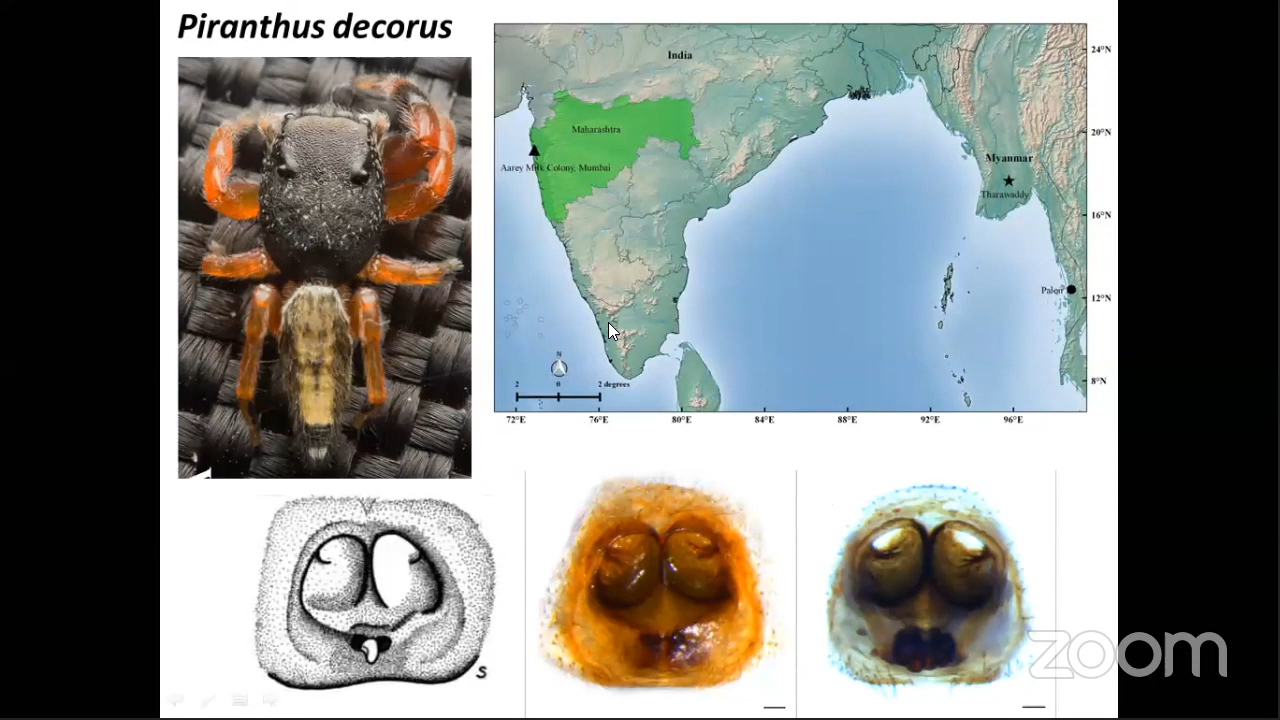 Piranthus decorus
India
Maharashtra
Aarey Milk Colony, Mumbai
Myanmar
Tharawaddy
Palon
24°N
20°N
16°N
12°N
8°N
N
2 0 2 degrees
72°E 76°E 80°E 84°E 88°E 92°E 96°E
S
zoom